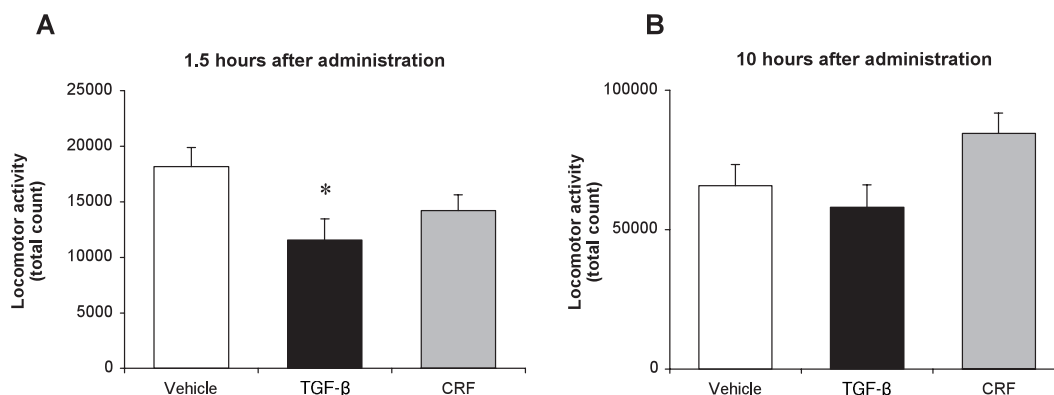 A
1.5 hours after administration
Locomotor activity
(total count)
25000
20000
15000
10000
5000
0
*
Vehicle TGF-β CRF
B
10 hours after administration
Locomotor activity
(total count)
100000
50000
0
Vehicle TGF-β CRF